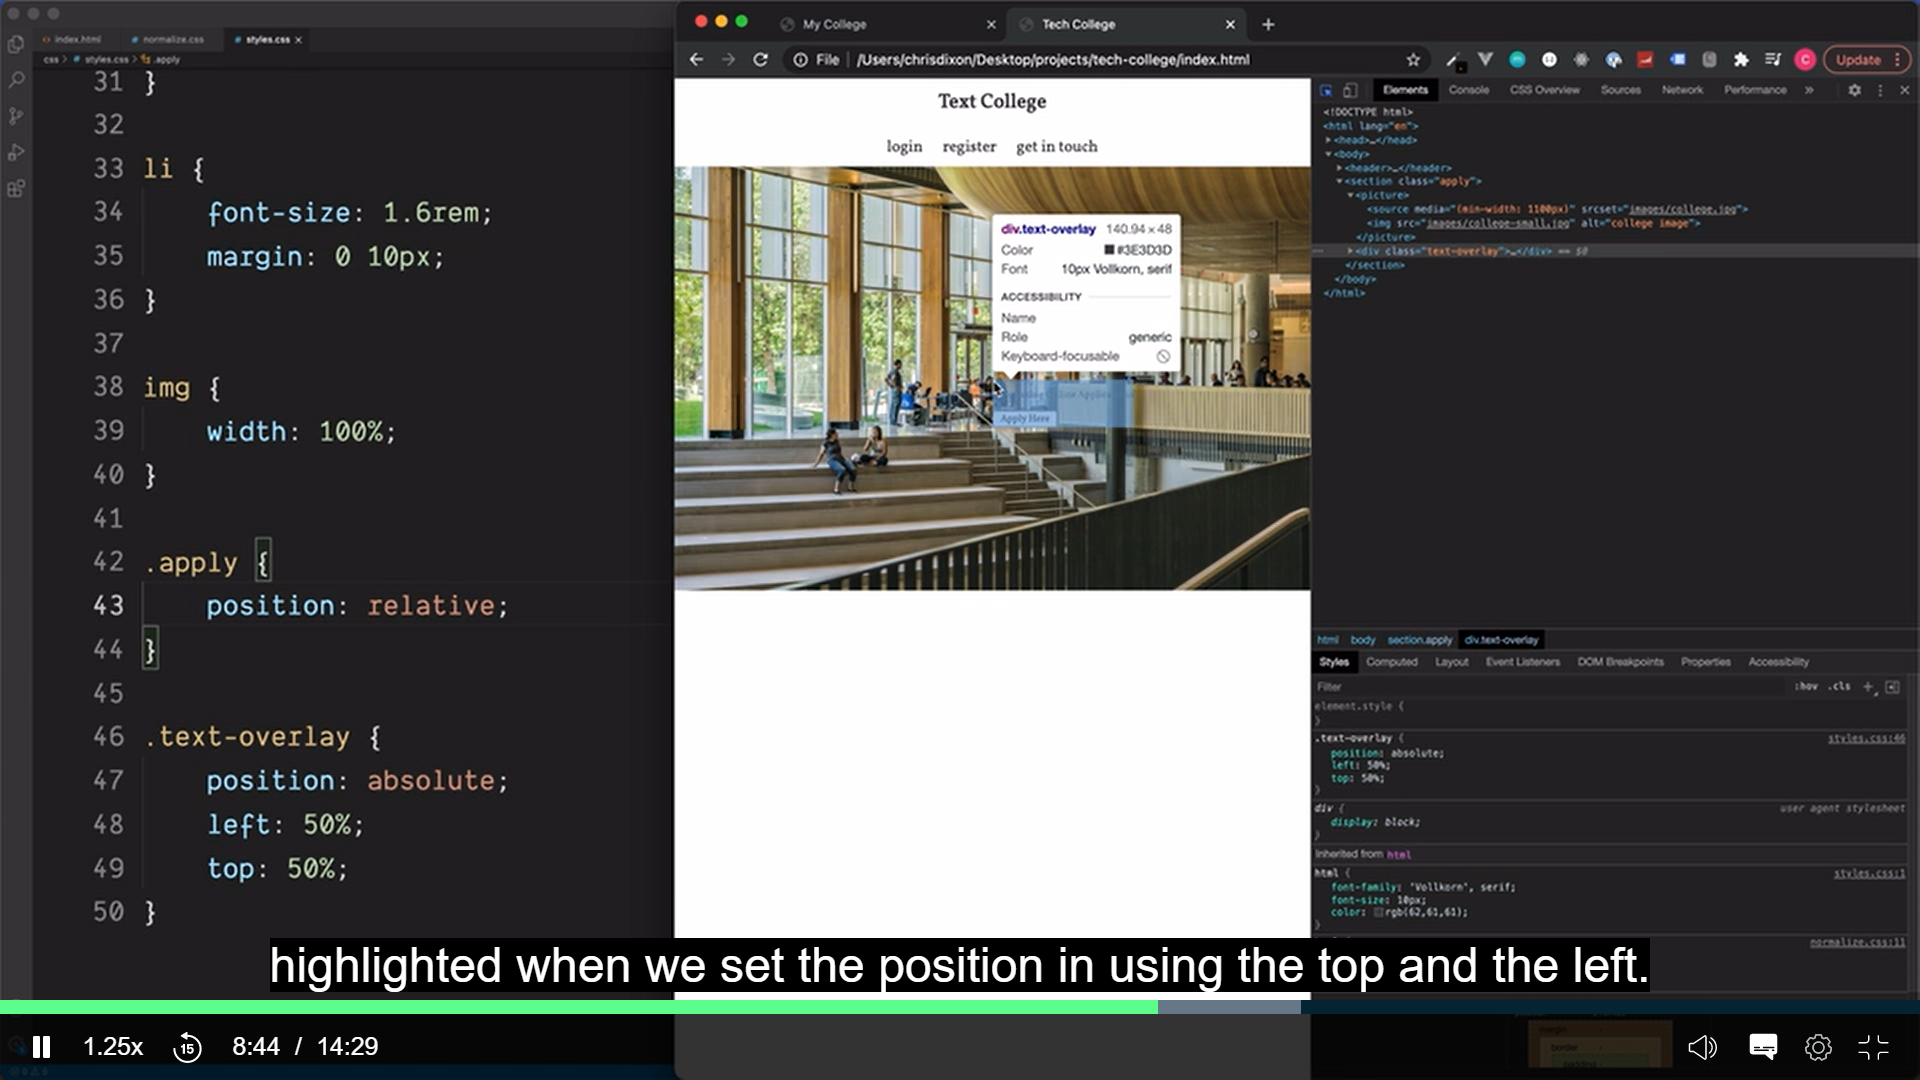 index.html
normalize.css
styles.css
css > styles.css > .apply
31 }
32
33 li {
34 font-size: 1.6rem;
35 margin: 0 10px;
36 }
37
38 img {
39 width: 100%;
40 }
41
42 .apply {
43 position: relative;
44 }
45
46 .text-overlay {
47 position: absolute;
48 left: 50%;
49 top: 50%;
50 }
My College
Tech College
File /Users/chrisdixon/Desktop/projects/tech-college/index.html
C
Update
Text College
login register get in touch
div.text-overlay 140.94 × 48
Color #3E3D3D
Font 10px Vollkorn, serif
ACCESSIBILITY
Name
Role generic
Keyboard-focusable
Apply Here
Elements Console CSS Overview Sources Network Performance »
<!DOCTYPE html>
<html lang="en">
<head>…</head>
<body>
<header>…</header>
<section class="apply">
<picture>
<source media="(min-width: 1100px)" srcset="images/college.jpg">
<img src="images/college-small.jpg" alt="college image">
</picture>
<div class="text-overlay">…</div> == $0
</section>
</body>
</html>
html body section.apply div.text-overlay
Styles Computed Layout Event Listeners DOM Breakpoints Properties Accessibility
Filter :hov .cls +
element.style {
}
.text-overlay { styles.css:46
position: absolute;
left: 50%;
top: 50%;
}
div { user agent stylesheet
display: block;
}
Inherited from html
html { styles.css:1
font-family: 'Vollkorn', serif;
font-size: 10px;
color: rgb(62,61,61);
}
normalize.css:11
highlighted when we set the position in using the top and the left.
1.25x 15 8:44 / 14:29
margin
border
padding